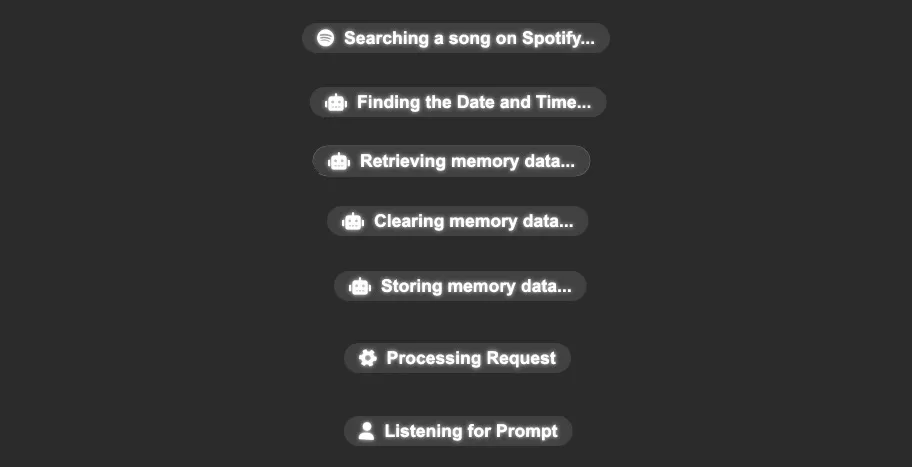 Searching a song on Spotify...
Finding the Date and Time...
Retrieving memory data...
Clearing memory data...
Storing memory data...
Processing Request
Listening for Prompt